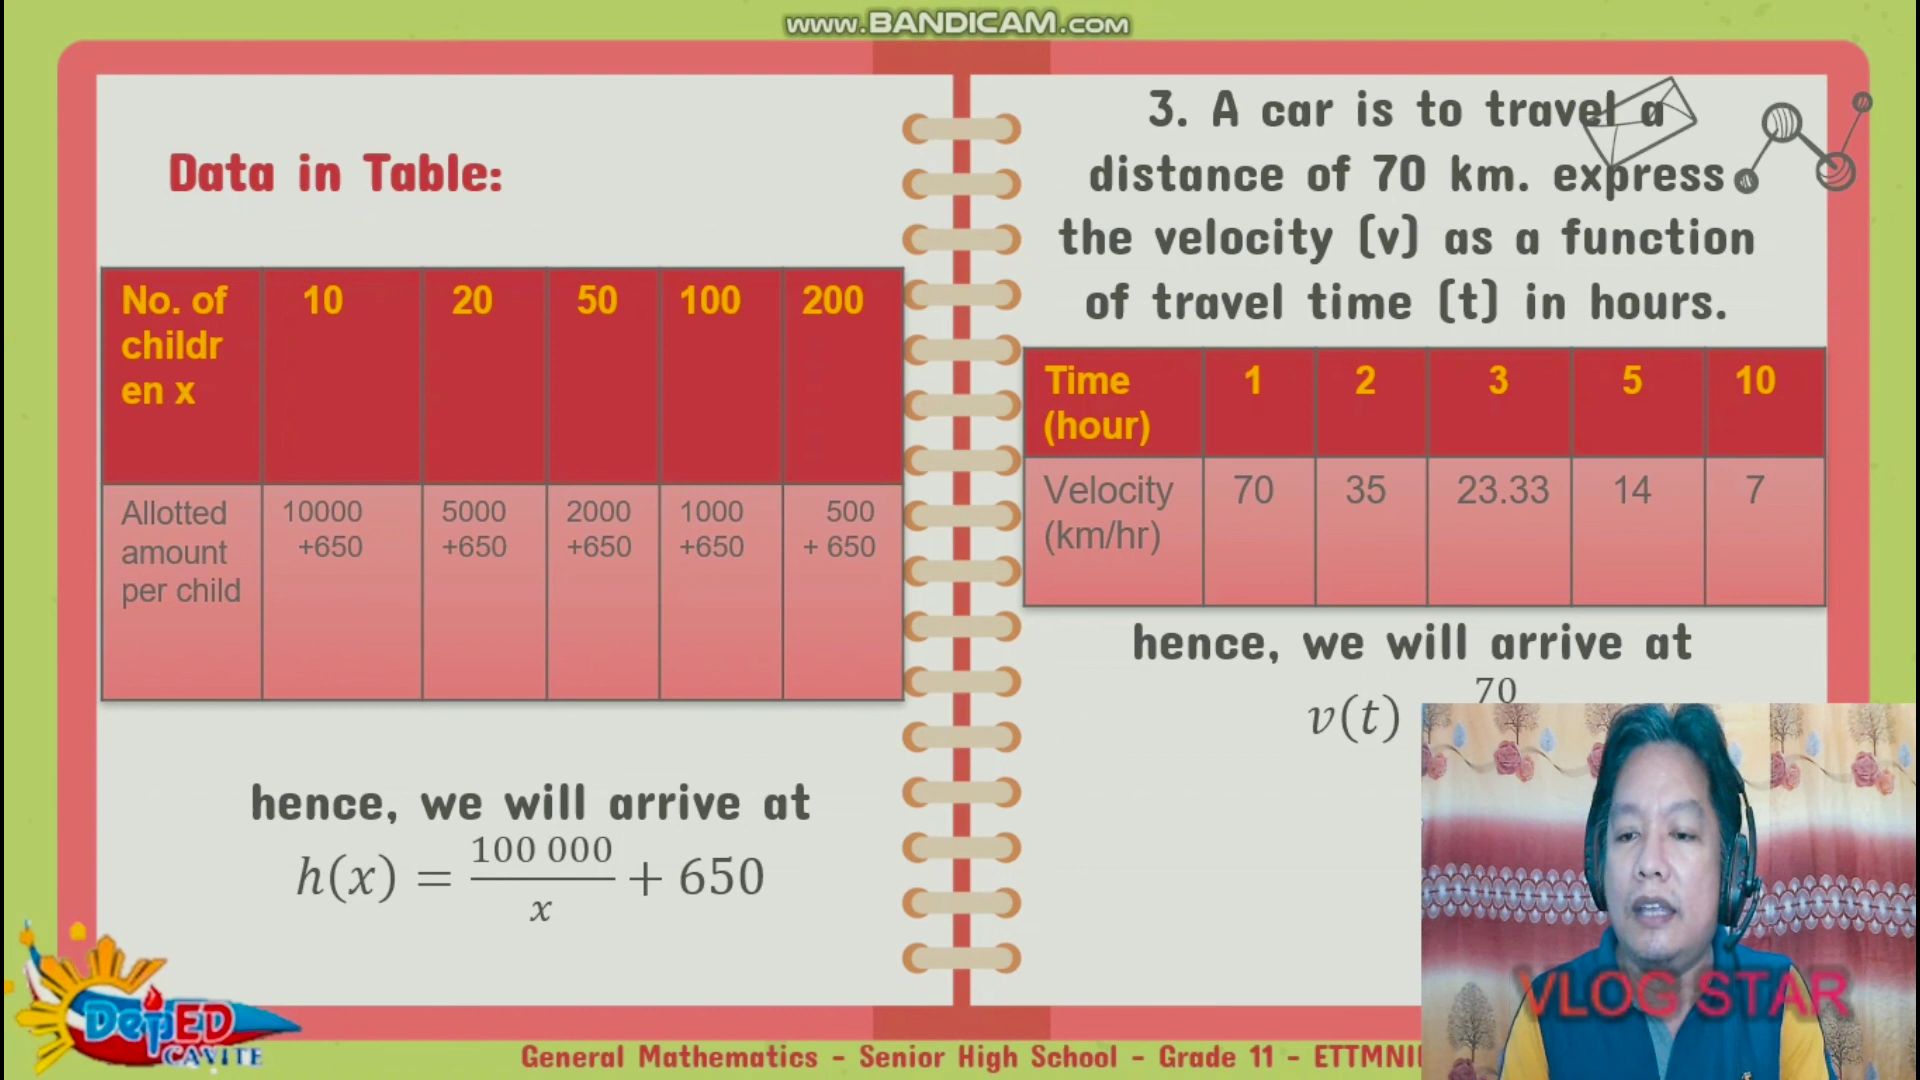 www.BANDICAM.com
Data in Table:
No. of childr en x 10 20 50 100 200
Allotted amount per child 10000 +650 5000 +650 2000 +650 1000 +650 500 + 650
hence, we will arrive at
h(x) = 100 000 / x + 650
3. A car is to travel a
distance of 70 km. express
the velocity (v) as a function
of travel time (t) in hours.
Time (hour) 1 2 3 5 10
Velocity (km/hr) 70 35 23.33 14 7
hence, we will arrive at
v(t) 70
VLOG STAR
DepED
CAVITE
General Mathematics - Senior High School - Grade 11 -